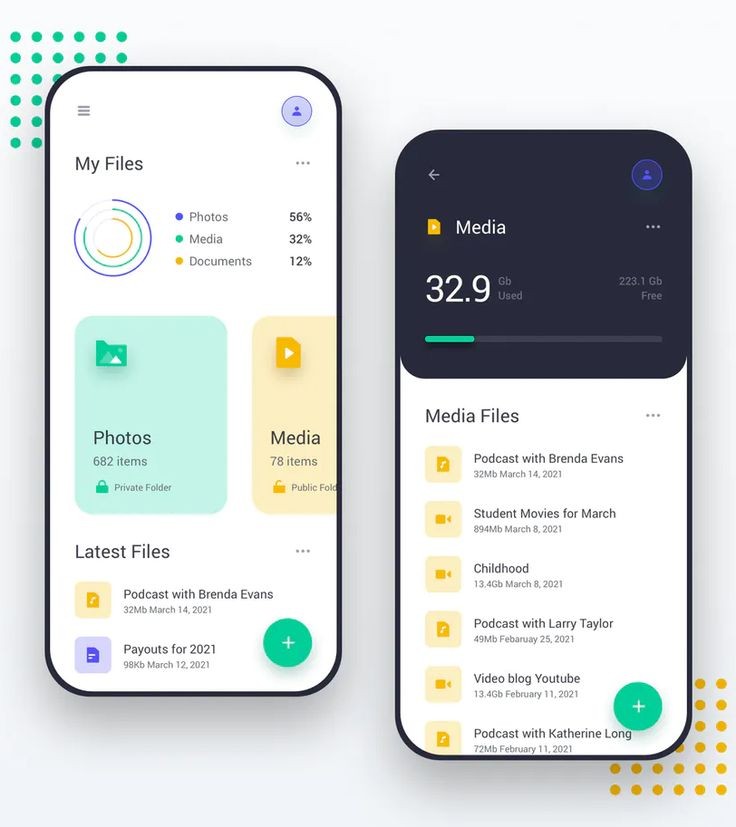 My Files
Photos 56%
Media 32%
Documents 12%
Photos
682 items
Private Folder
Media
78 items
Public Fold
Latest Files
Podcast with Brenda Evans
32Mb March 14, 2021
Payouts for 2021
98Kb March 12, 2021
+
Media
32.9 Gb Used
223.1 Gb Free
Media Files
Podcast with Brenda Evans
32Mb March 14, 2021
Student Movies for March
894Mb March 8, 2021
Childhood
13.4Gb March 8, 2021
Podcast with Larry Taylor
49Mb Febaruay 25, 2021
Video blog Youtube
13.4Gb February 11, 2021
+
Podcast with Katherine Long
72Mb February 11, 2021